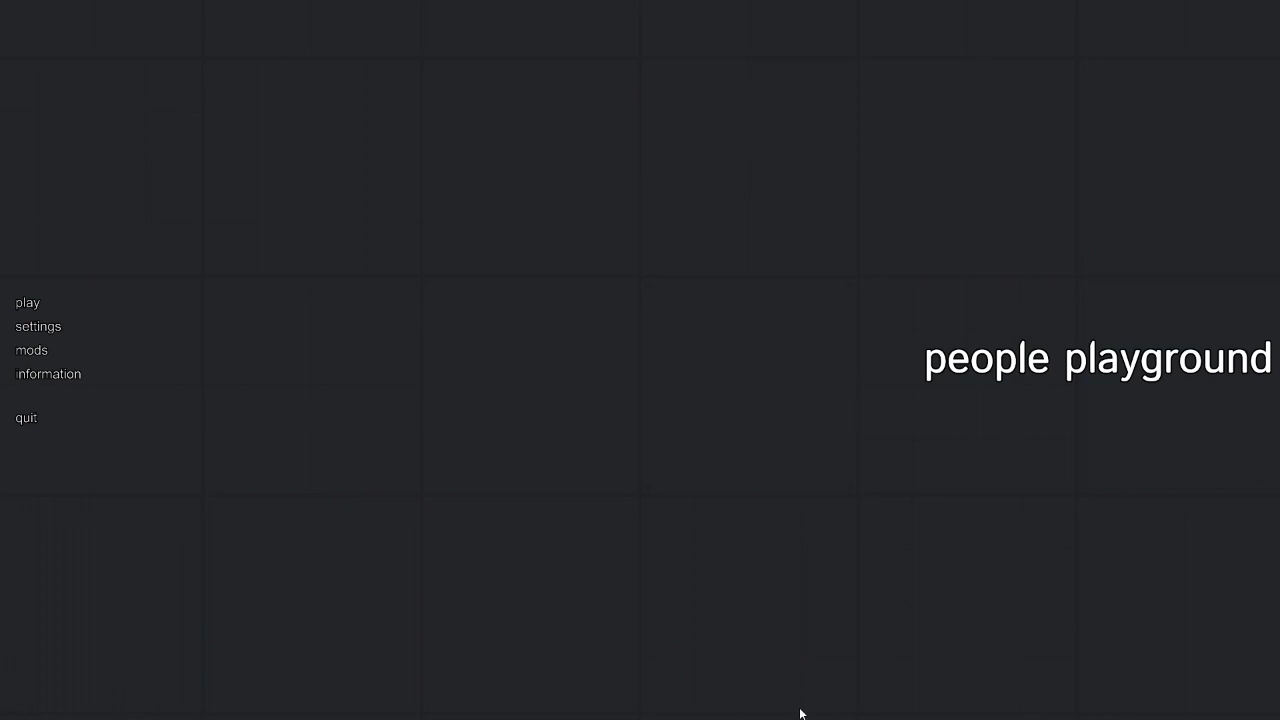 play
settings
mods
information
quit
people playground